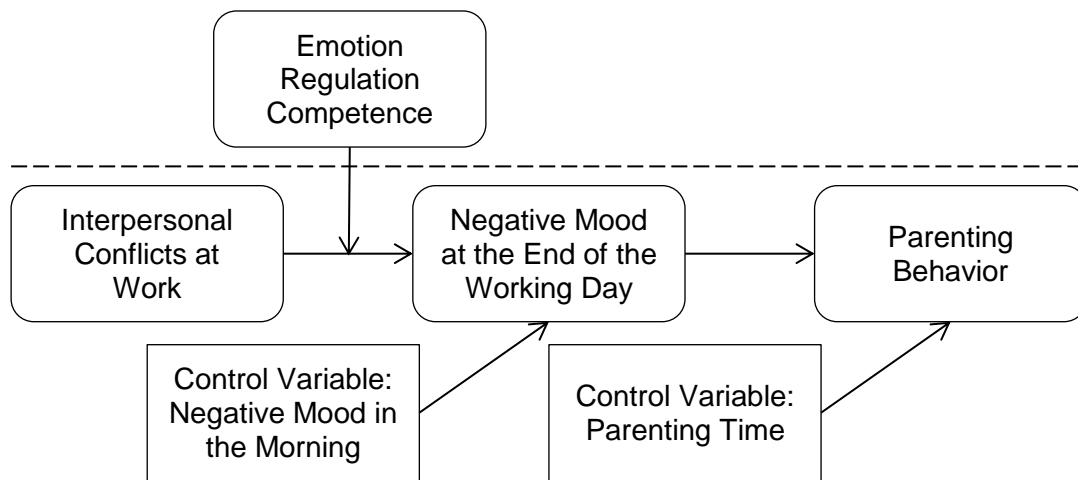 Emotion
Regulation
Competence
Interpersonal
Conflicts at
Work
Negative Mood
at the End of the
Working Day
Parenting
Behavior
Control Variable:
Negative Mood in
the Morning
Control Variable:
Parenting Time